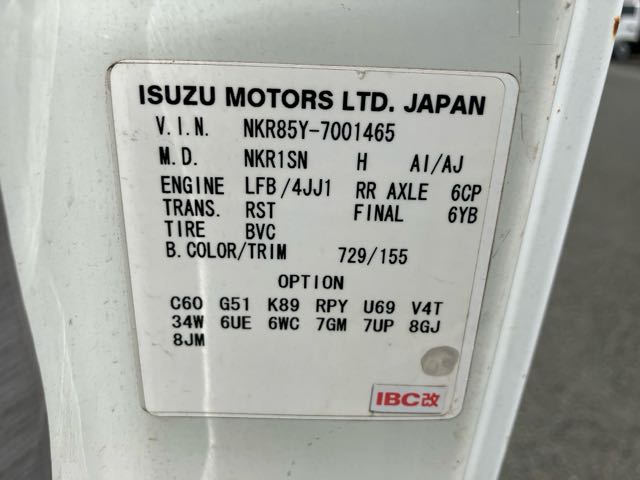 ISUZU MOTORS LTD. JAPAN
V.I.N. NKR85Y-7001465
M.D. NKR1SN H AI/AJ
ENGINE LFB/4JJ1 RR AXLE 6CP
TRANS. RST FINAL 6YB
TIRE BVC
B.COLOR/TRIM 729/155
OPTION
C60 G51 K89 RPY U69 V4T
34W 6UE 6WC 7GM 7UP 8GJ
8JM
IBC改